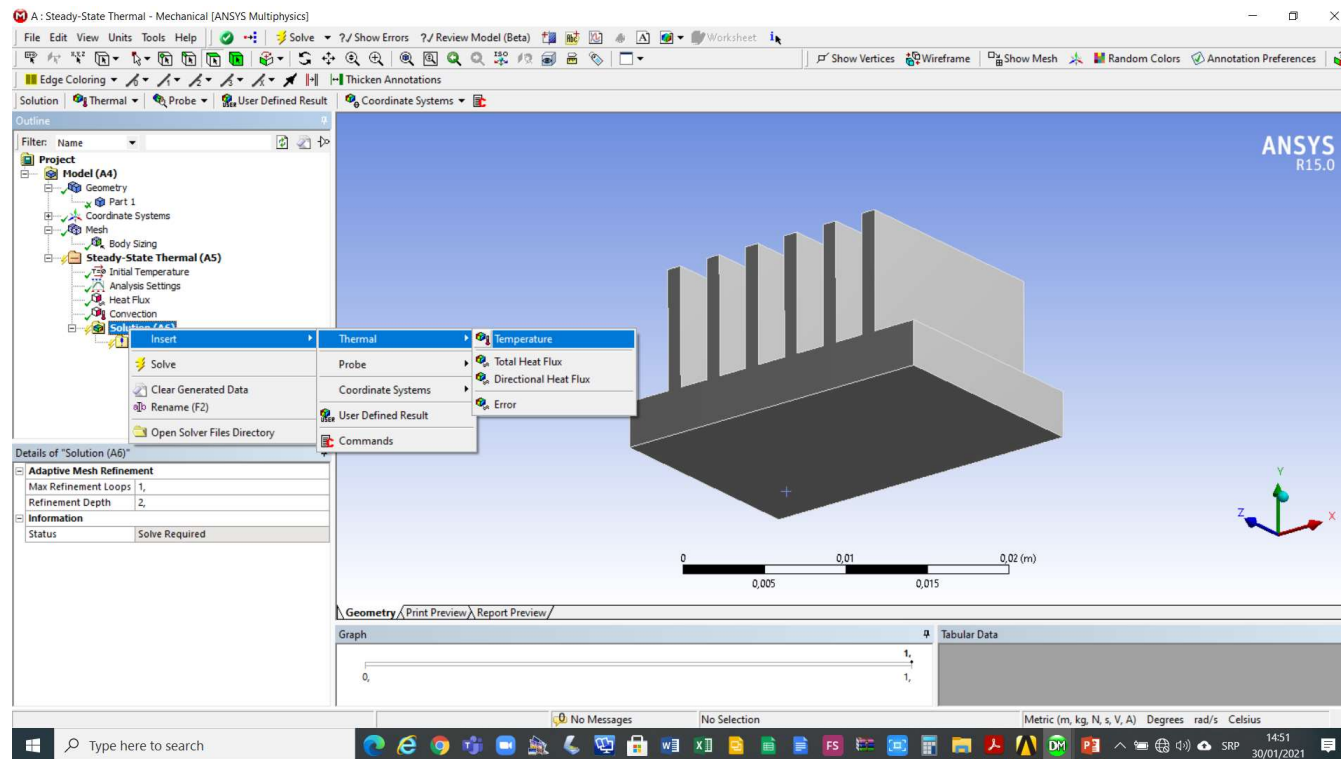 A : Steady-State Thermal - Mechanical [ANSYS Multiphysics]
File Edit View Units Tools Help Solve ?✓ Show Errors ?✓ Review Model (Beta) A Worksheet
Show Vertices Wireframe Show Mesh Random Colors Annotation Preferences
Edge Coloring Thicken Annotations
Solution Thermal Probe User Defined Result Coordinate Systems
Outline
Filter: Name
Project
Model (A4)
Geometry
Part 1
Coordinate Systems
Mesh
Body Sizing
Steady-State Thermal (A5)
Initial Temperature
Analysis Settings
Heat Flux
Convection
Solution (A6)
Insert
Solve
Clear Generated Data
Rename (F2)
Open Solver Files Directory
Thermal
Probe
Coordinate Systems
User Defined Result
Commands
Temperature
Total Heat Flux
Directional Heat Flux
Error
ANSYS
R15.0
Details of "Solution (A6)"
Adaptive Mesh Refinement
Max Refinement Loops 1,
Refinement Depth 2,
Information
Status Solve Required
Y
Z X
0 0,01 0,02 (m)
0,005 0,015
Geometry Print Preview Report Preview
Graph
1,
0, 1,
Tabular Data
0 No Messages No Selection Metric (m, kg, N, s, V, A) Degrees rad/s Celsius
Type here to search
FS
DM
SRP
14:51
30/01/2021